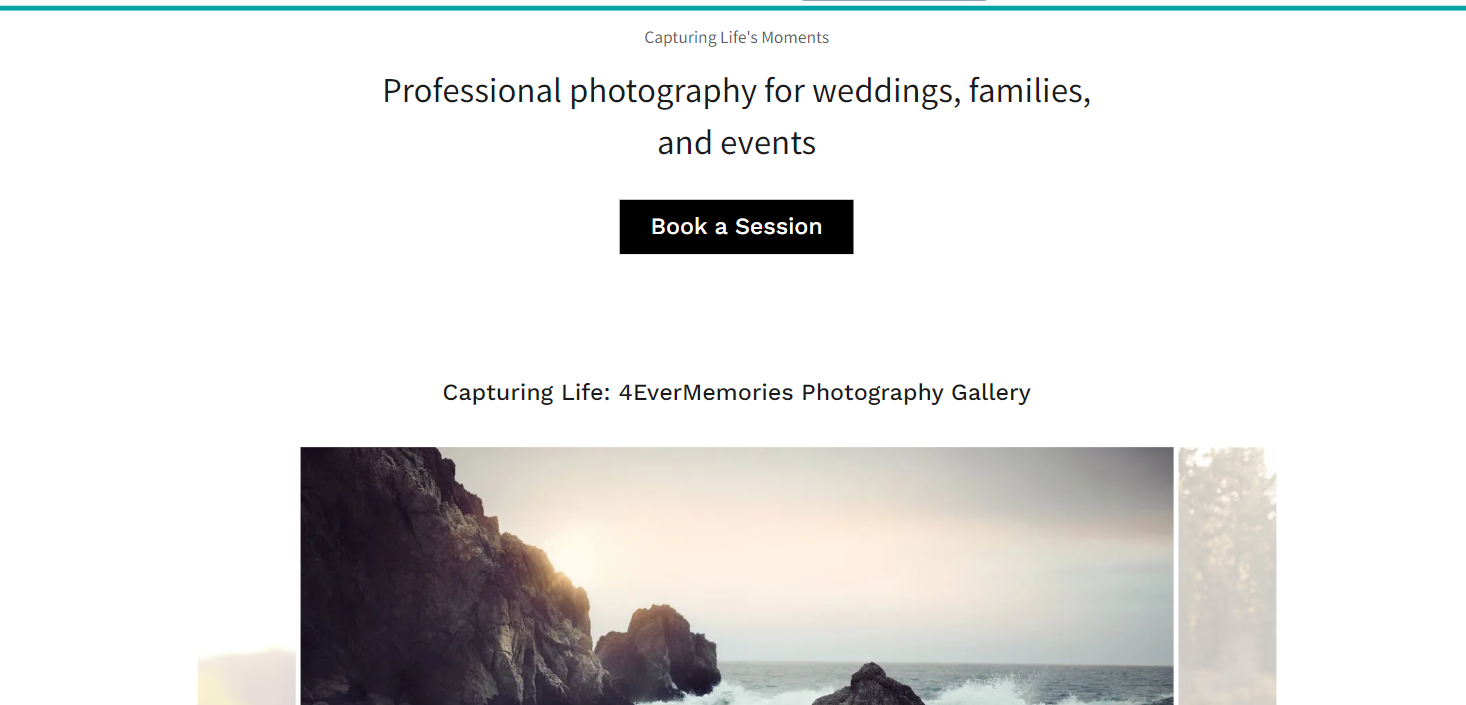 Capturing Life's Moments
Professional photography for weddings, families,
and events
Book a Session
Capturing Life: 4EverMemories Photography Gallery